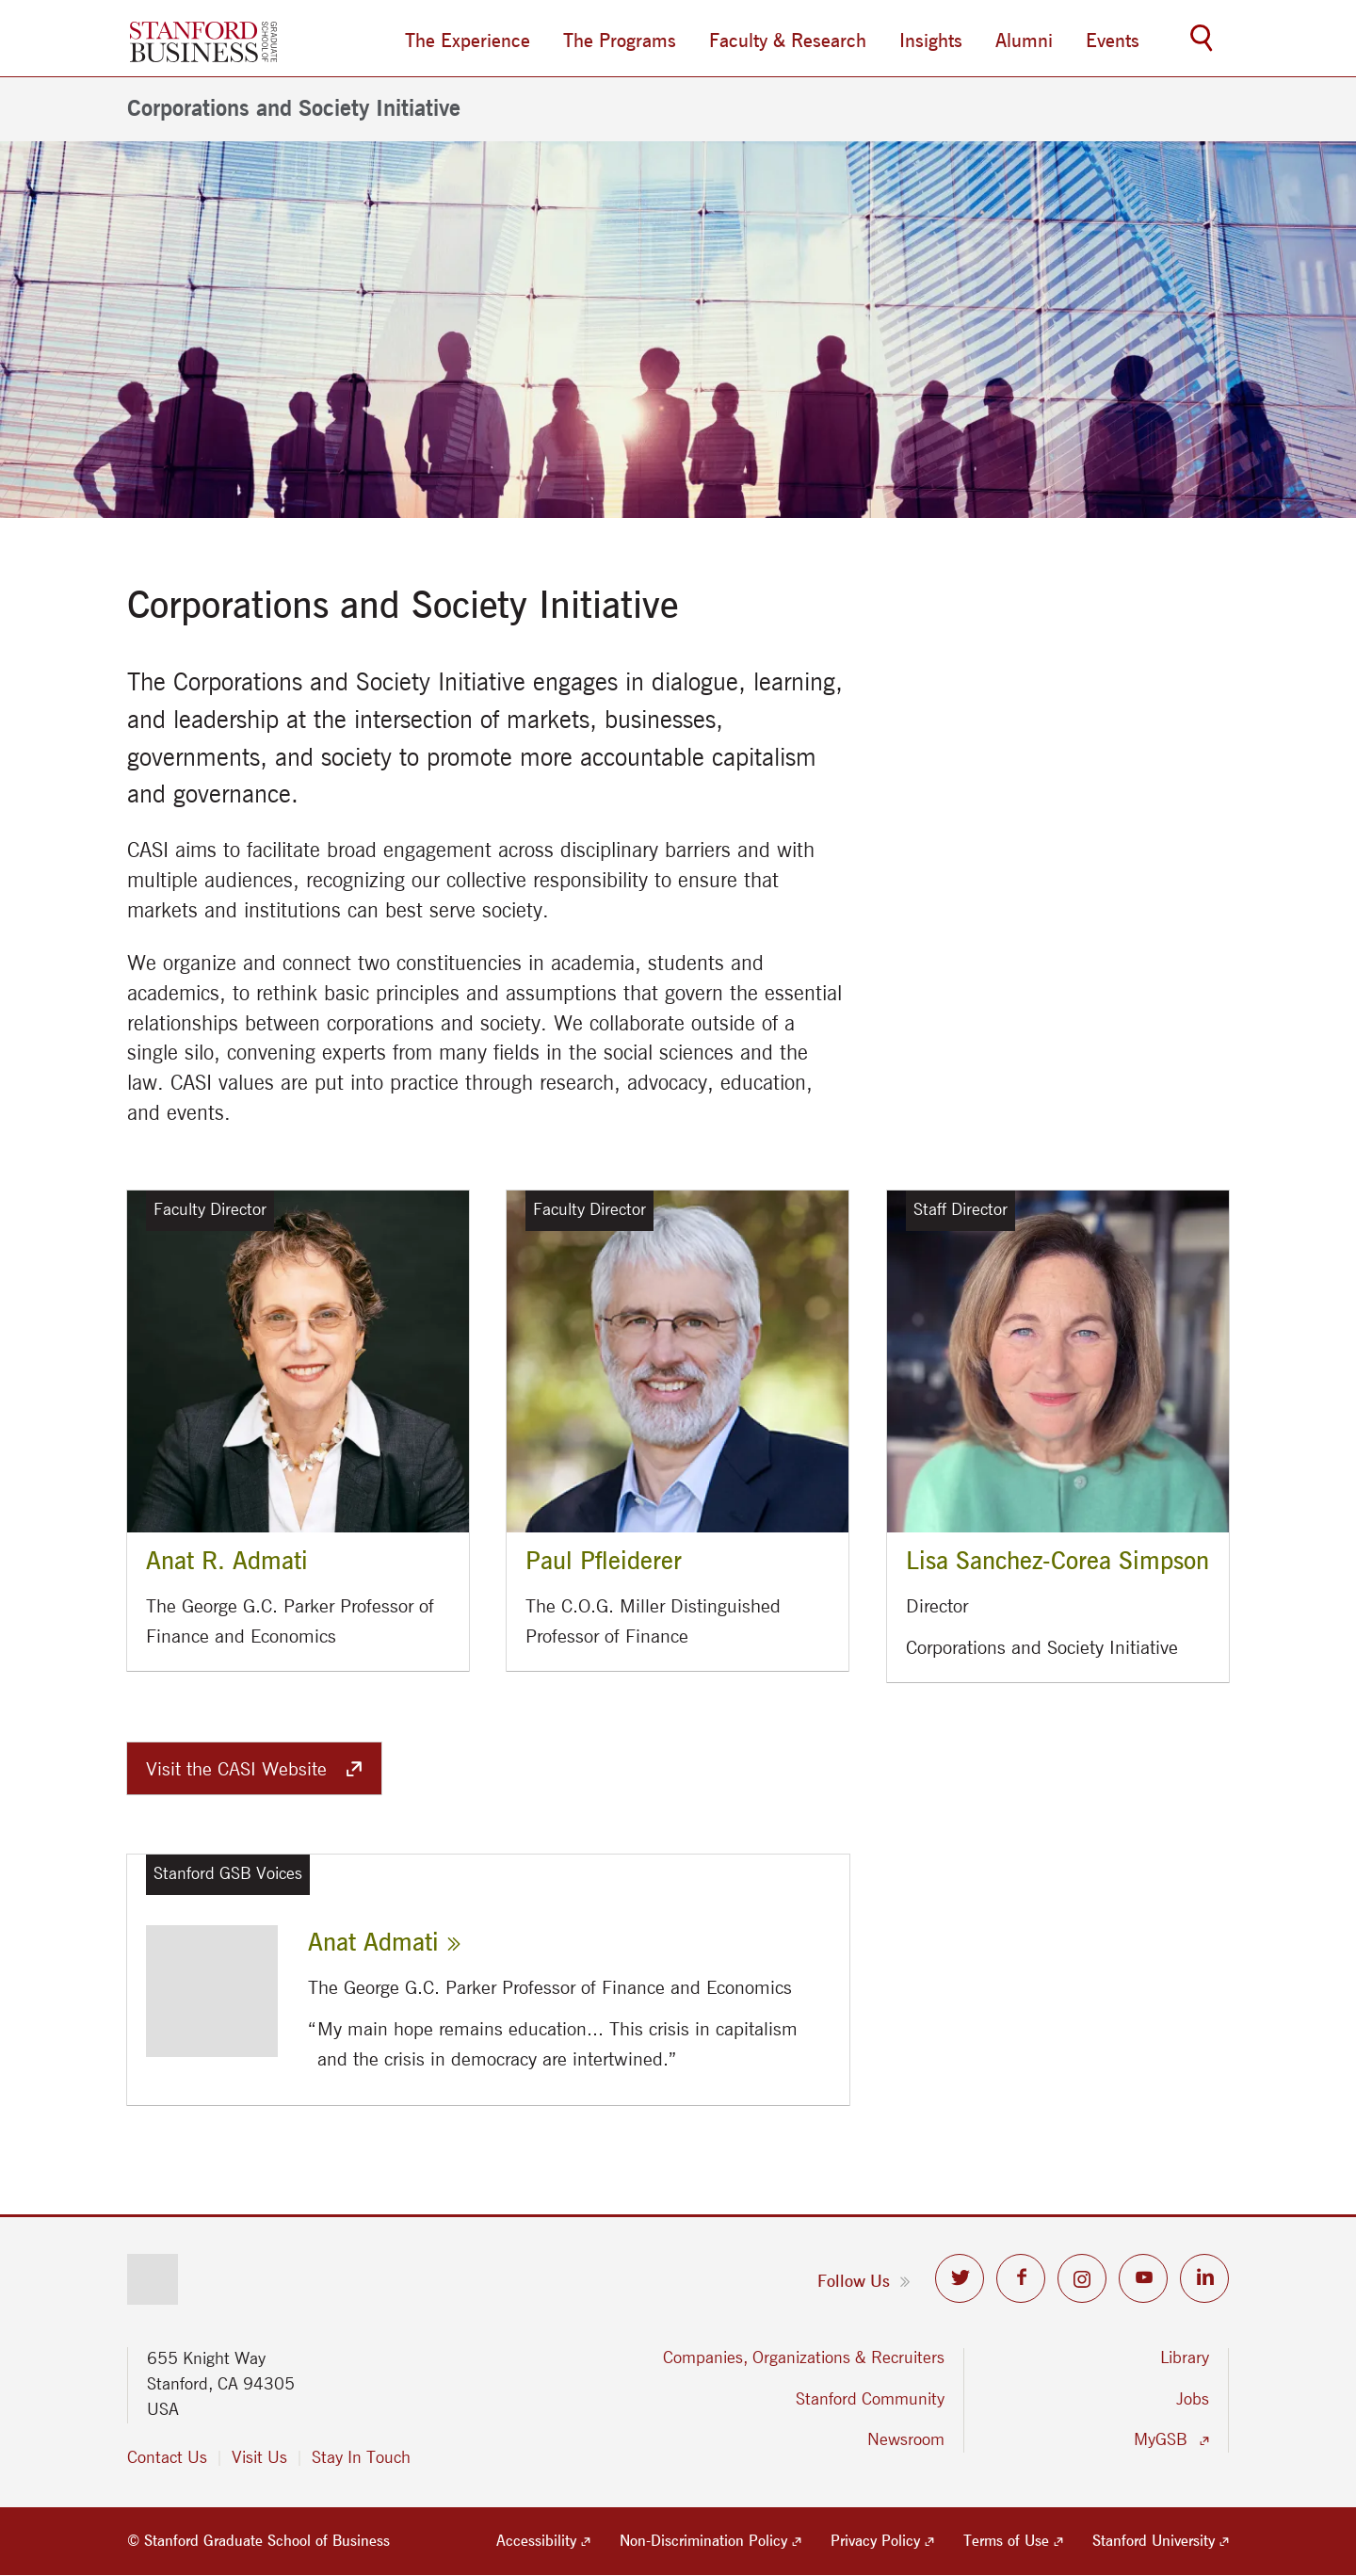 STANFORD
BUSINESS
GRADUATE
SCHOOL OF
The Experience
The Programs
Faculty & Research
Insights
Alumni
Events
Corporations and Society Initiative
Corporations and Society Initiative
The Corporations and Society Initiative engages in dialogue, learning,
and leadership at the intersection of markets, businesses,
governments, and society to promote more accountable capitalism
and governance.
CASI aims to facilitate broad engagement across disciplinary barriers and with
multiple audiences, recognizing our collective responsibility to ensure that
markets and institutions can best serve society.
We organize and connect two constituencies in academia, students and
academics, to rethink basic principles and assumptions that govern the essential
relationships between corporations and society. We collaborate outside of a
single silo, convening experts from many fields in the social sciences and the
law. CASI values are put into practice through research, advocacy, education,
and events.
Faculty Director
Anat R. Admati
The George G.C. Parker Professor of
Finance and Economics
Faculty Director
Paul Pfleiderer
The C.O.G. Miller Distinguished
Professor of Finance
Staff Director
Lisa Sanchez-Corea Simpson
Director
Corporations and Society Initiative
Visit the CASI Website
Stanford GSB Voices
Anat Admati »
The George G.C. Parker Professor of Finance and Economics
“My main hope remains education… This crisis in capitalism
and the crisis in democracy are intertwined.”
Follow Us »
655 Knight Way
Stanford, CA 94305
USA
Contact Us | Visit Us | Stay In Touch
Companies, Organizations & Recruiters
Stanford Community
Newsroom
Library
Jobs
MyGSB
© Stanford Graduate School of Business
Accessibility
Non-Discrimination Policy
Privacy Policy
Terms of Use
Stanford University